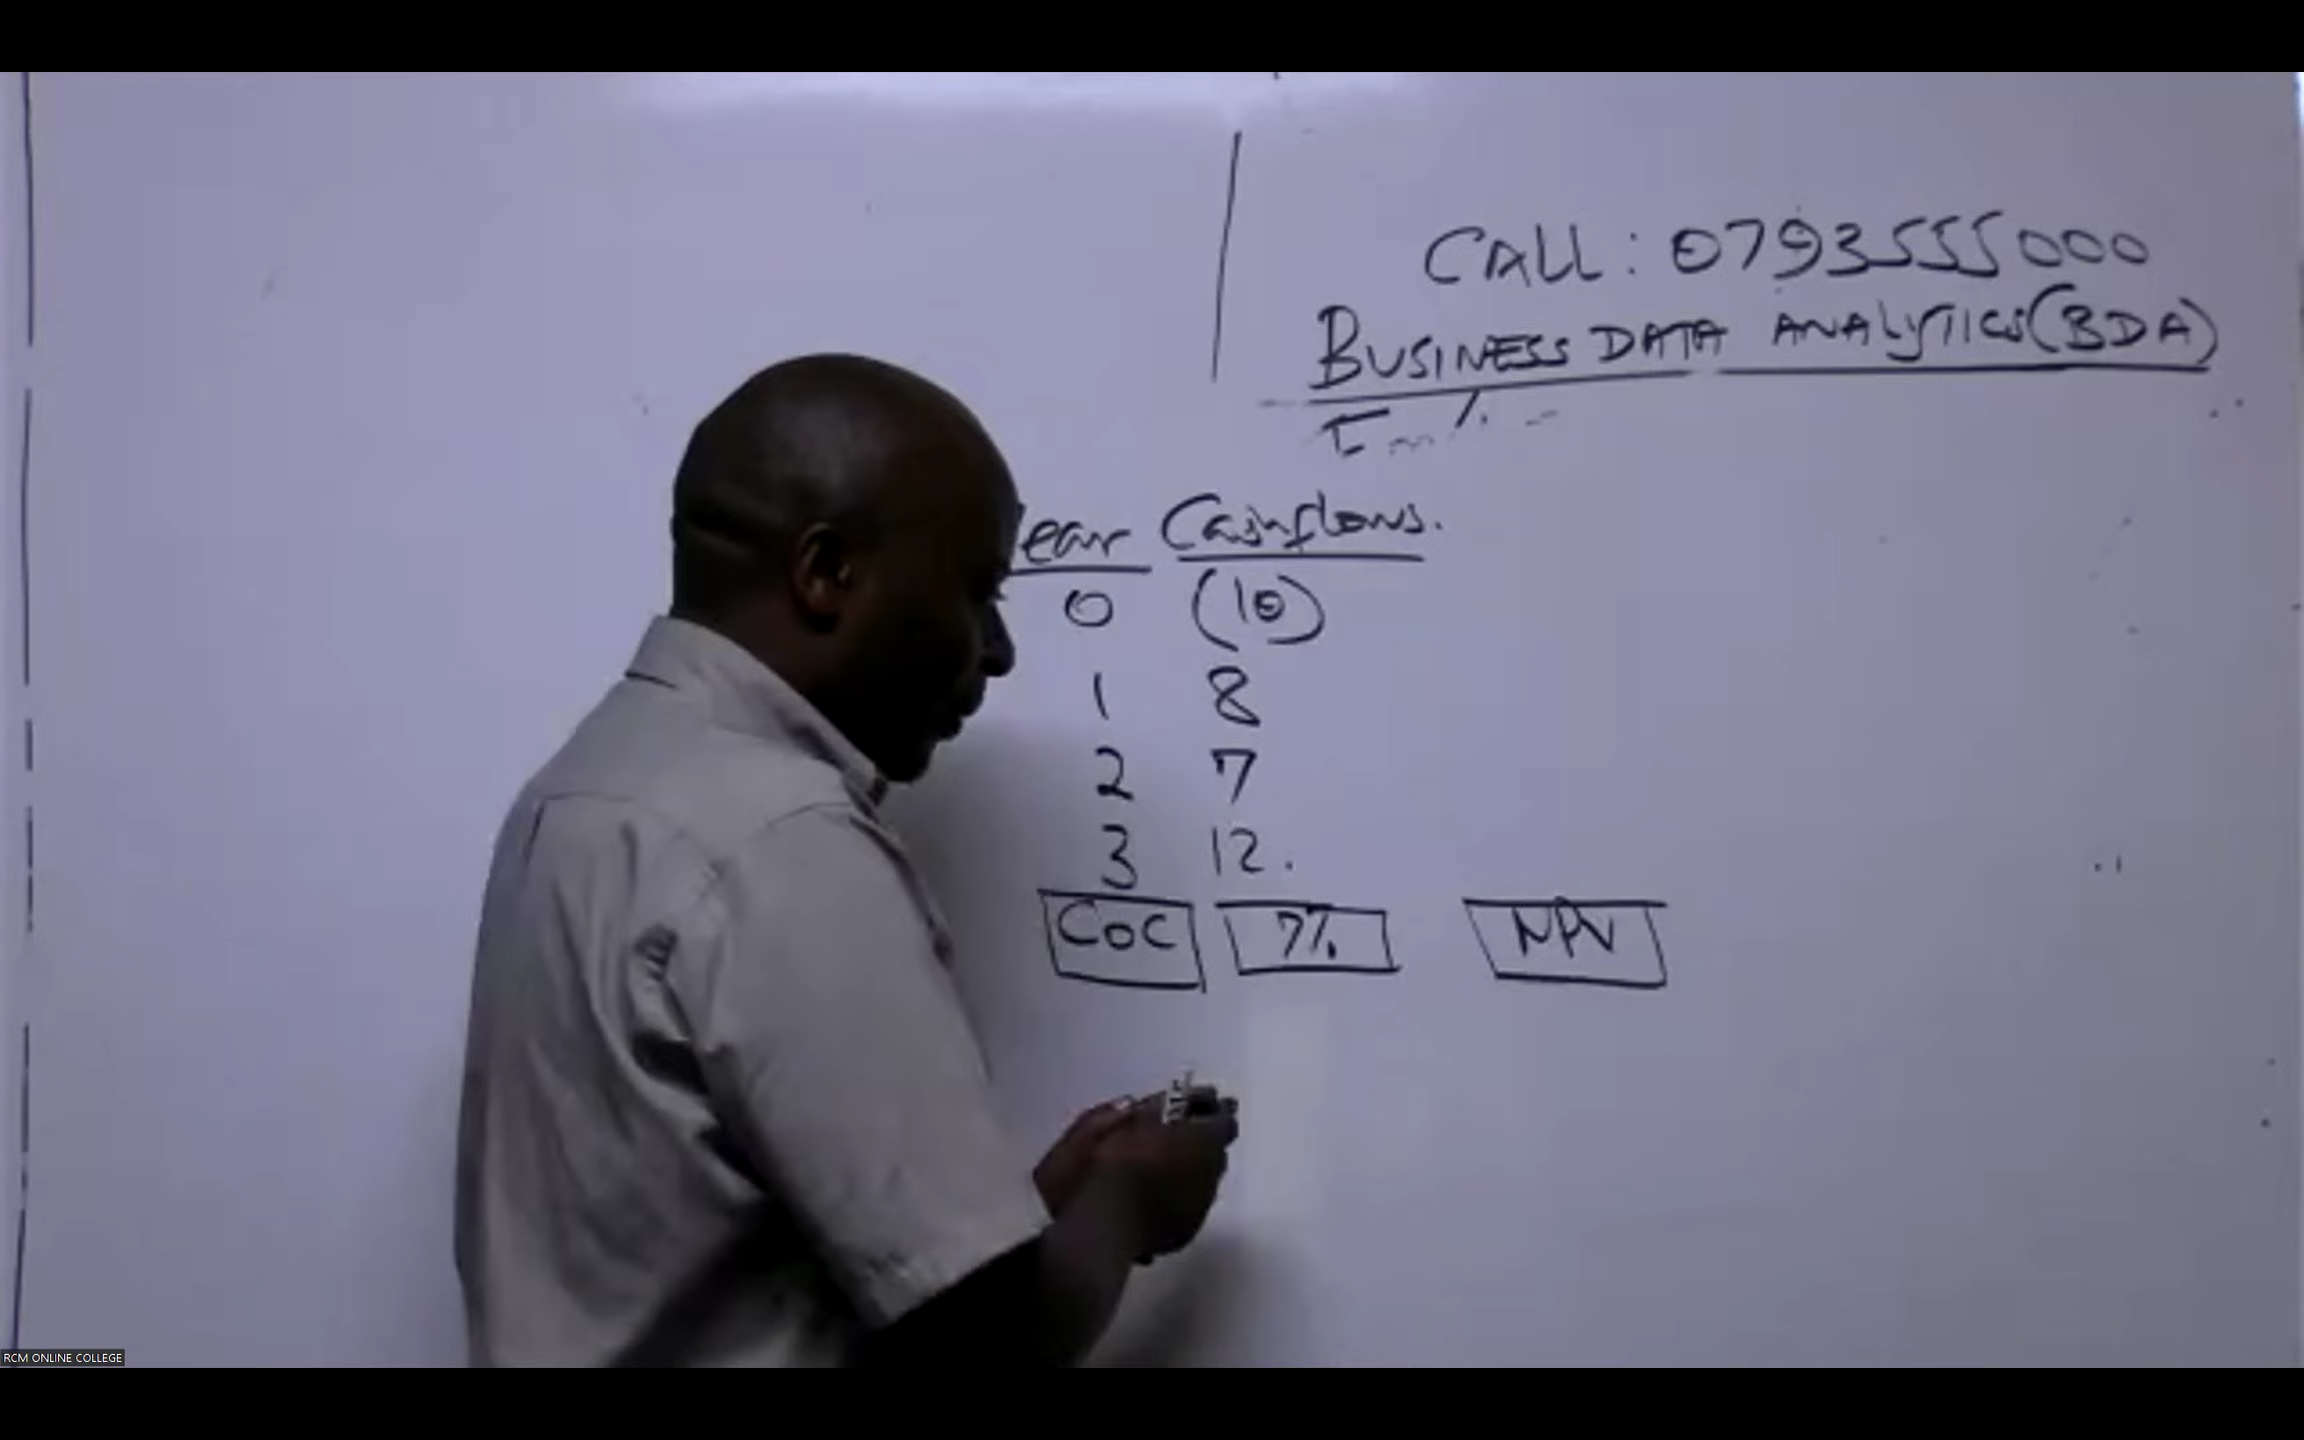 CALL: 0793555000
BUSINESS DATA ANALYTICS(BDA)
ear Cashflows.
0 (10)
1 8
2 7
3 12.
COC 7% NPV
RCM ONLINE COLLEGE